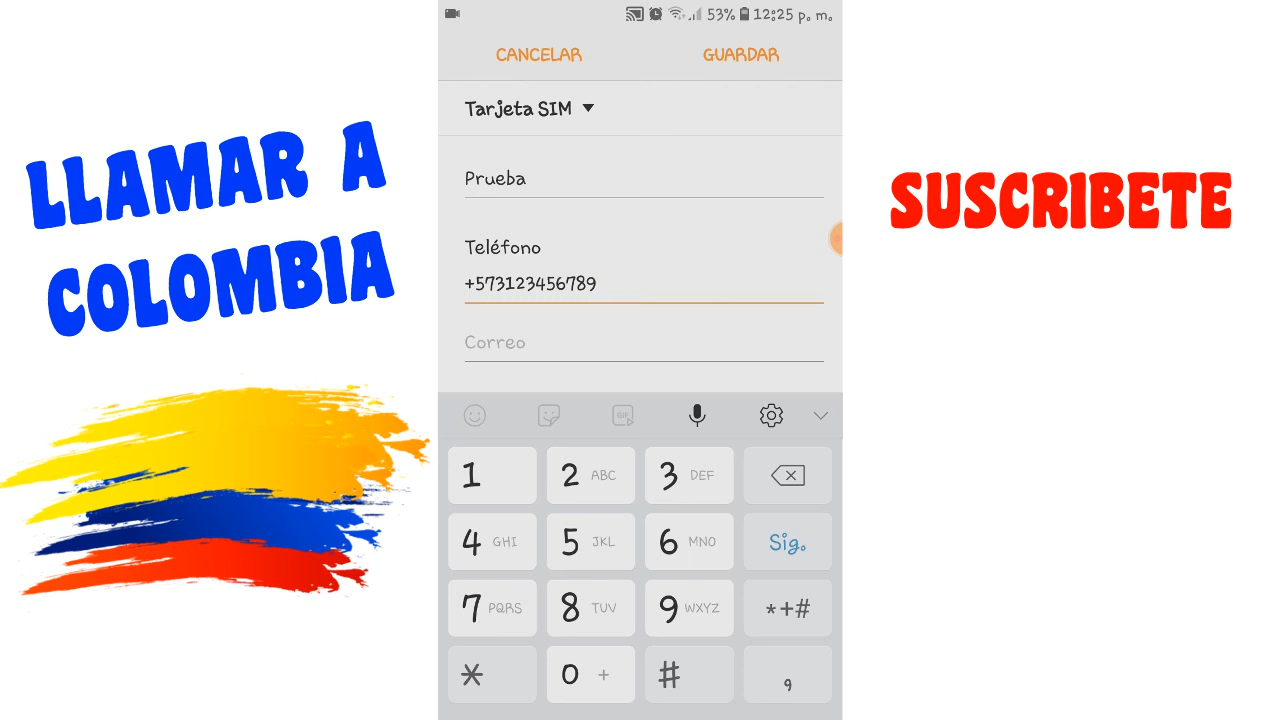 LLAMAR A
COLOMBIA
53% 12:25 p. m.
CANCELAR GUARDAR
Tarjeta SIM
Prueba
Teléfono
+573123456789
Correo
GIF
1 2 ABC 3 DEF
4 GHI 5 JKL 6 MNO Sig.
7 PQRS 8 TUV 9 WXYZ *+#
* 0 + # ,
SUSCRIBETE